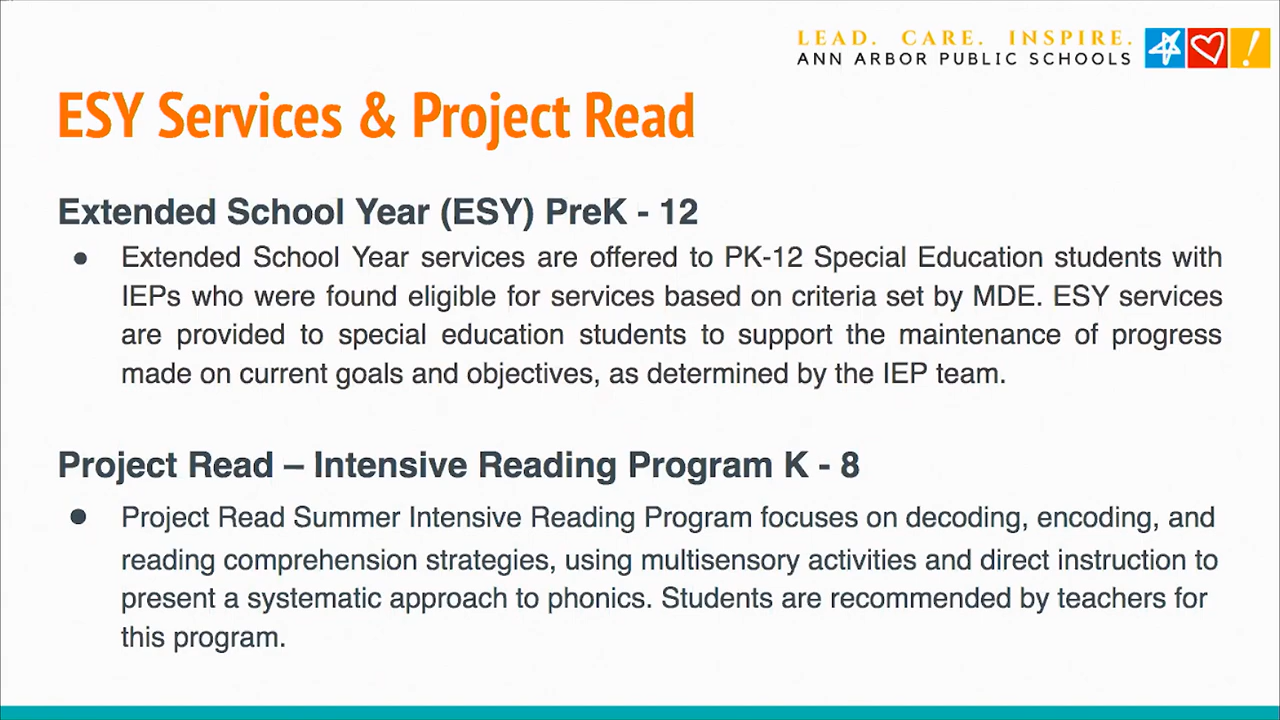 LEAD. CARE. INSPIRE.
ANN ARBOR PUBLIC SCHOOLS
ESY Services & Project Read
Extended School Year (ESY) PreK - 12
● Extended School Year services are offered to PK-12 Special Education students with
IEPs who were found eligible for services based on criteria set by MDE. ESY services
are provided to special education students to support the maintenance of progress
made on current goals and objectives, as determined by the IEP team.
Project Read – Intensive Reading Program K - 8
● Project Read Summer Intensive Reading Program focuses on decoding, encoding, and
reading comprehension strategies, using multisensory activities and direct instruction to
present a systematic approach to phonics. Students are recommended by teachers for
this program.